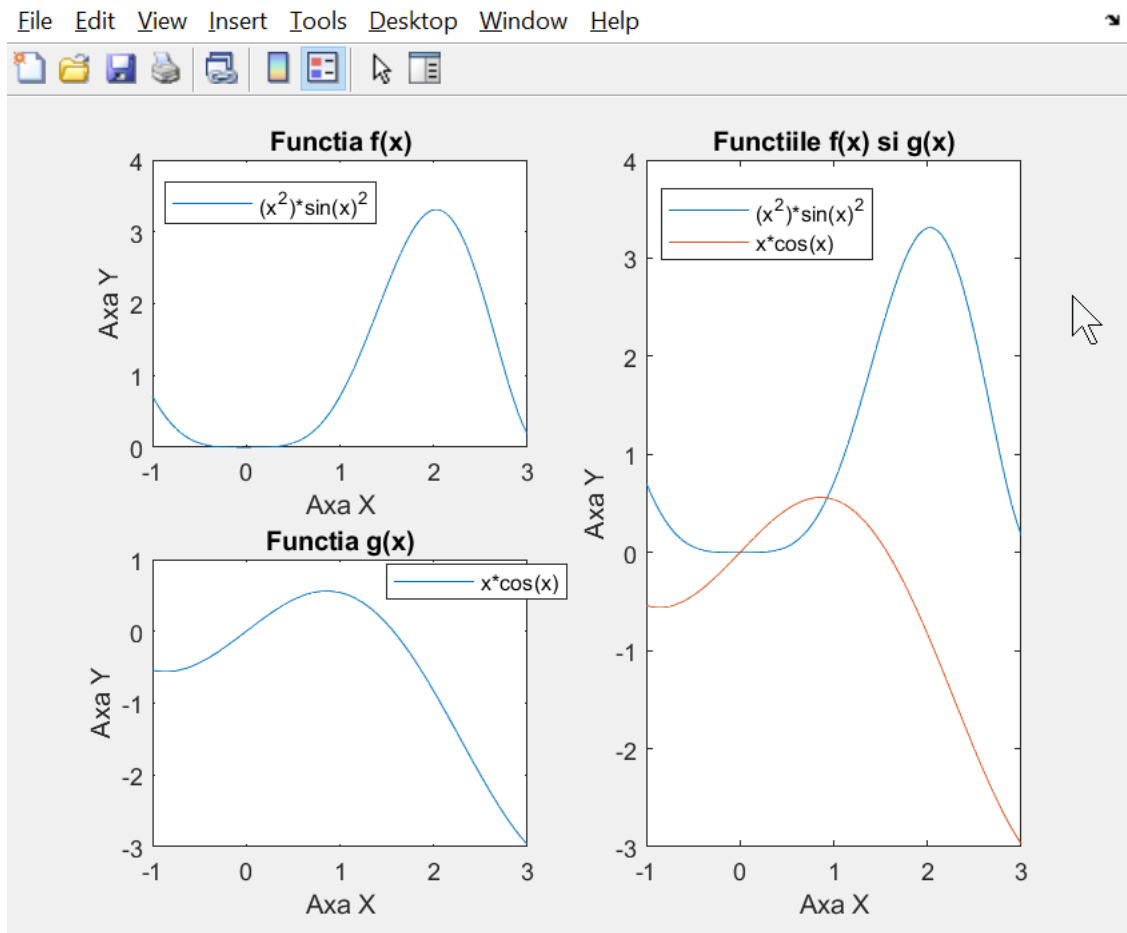 File Edit View Insert Tools Desktop Window Help
Functia f(x)
4
3
2
1
0
Axa Y
(x^2)*sin(x)^2
-1 0 1 2 3
Axa X
Functia g(x)
1
0
-1
-2
-3
Axa Y
x*cos(x)
-1 0 1 2 3
Axa X
Functiile f(x) si g(x)
4
3
2
1
0
-1
-2
-3
Axa Y
(x^2)*sin(x)^2
x*cos(x)
-1 0 1 2 3
Axa X